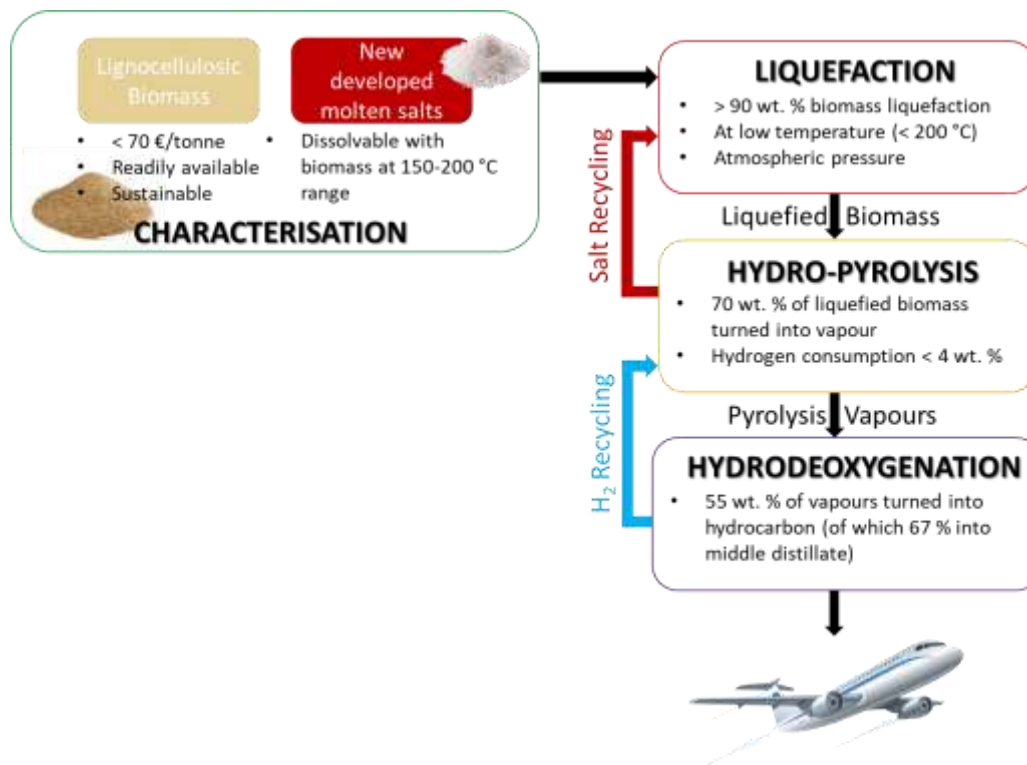 Lignocellulosic
Biomass
New
developed
molten salts
• < 70 €/tonne
• Readily available
• Sustainable
• Dissolvable with
biomass at 150-200 °C
range
CHARACTERISATION
LIQUEFACTION
• > 90 wt. % biomass liquefaction
• At low temperature (< 200 °C)
• Atmospheric pressure
Salt Recycling
Liquefied Biomass
HYDRO-PYROLYSIS
• 70 wt. % of liquefied biomass
turned into vapour
• Hydrogen consumption < 4 wt. %
H₂ Recycling
Pyrolysis Vapours
HYDRODEOXYGENATION
• 55 wt. % of vapours turned into
hydrocarbon (of which 67 % into
middle distillate)